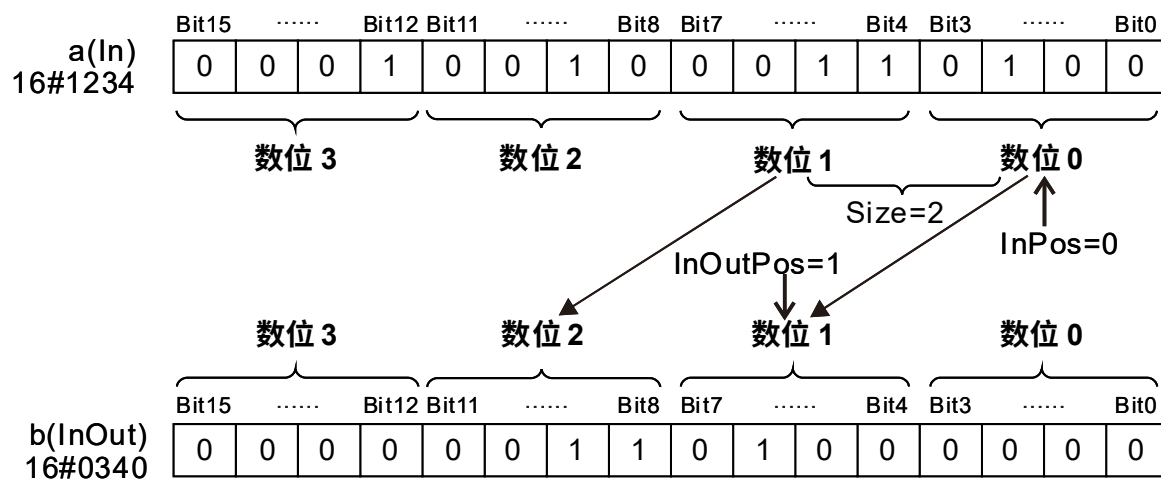 Bit15 ······ Bit12 Bit11 ······ Bit8 Bit7 ······ Bit4 Bit3 ······ Bit0
a(In)
16#1234
0 0 0 1 0 0 1 0 0 0 1 1 0 1 0 0
数位 3 数位 2 数位 1 数位 0
Size=2
InPos=0
InOutPos=1
数位 3 数位 2 数位 1 数位 0
Bit15 ······ Bit12 Bit11 ······ Bit8 Bit7 ······ Bit4 Bit3 ······ Bit0
b(InOut)
16#0340
0 0 0 0 0 0 1 1 0 1 0 0 0 0 0 0